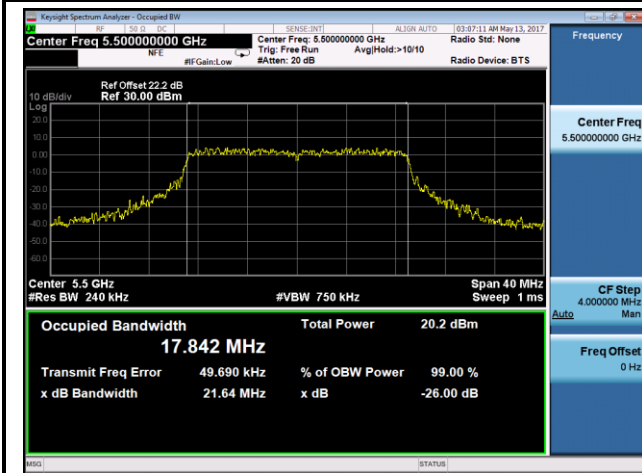 Keysight Spectrum Analyzer - Occupied BW
RF 50 Ω DC SENSE:INT ALIGN AUTO 03:07:11 AM May 13, 2017
Center Freq 5.500000000 GHz
NFE
#IFGain:Low
Center Freq: 5.500000000 GHz
Trig: Free Run Avg|Hold:>10/10
#Atten: 20 dB
Radio Std: None
Radio Device: BTS
Ref Offset 22.2 dB
10 dB/div Ref 30.00 dBm
Log
20.0
10.0
0.00
-10.0
-20.0
-30.0
-40.0
-50.0
-60.0
Center 5.5 GHz Span 40 MHz
#Res BW 240 kHz #VBW 750 kHz Sweep 1 ms
Occupied Bandwidth Total Power 20.2 dBm
17.842 MHz
Transmit Freq Error 49.690 kHz % of OBW Power 99.00 %
x dB Bandwidth 21.64 MHz x dB -26.00 dB
MSG STATUS
Frequency
Center Freq
5.500000000 GHz
CF Step
4.000000 MHz
Auto Man
Freq Offset
0 Hz